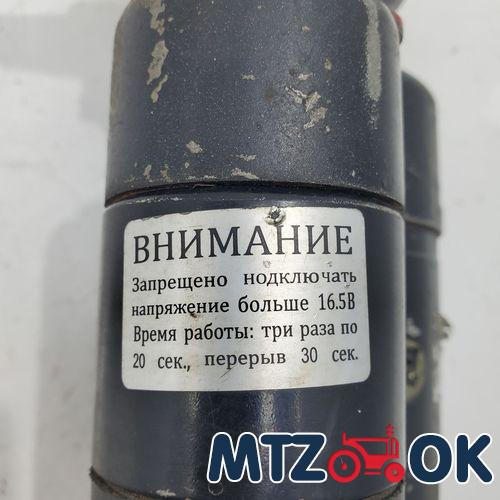 ВНИМАНИЕ
Запрещено нодключать
напряжение больше 16.5В
Время работы: три раза по
20 сек., перерыв 30 сек.
MTZ OK